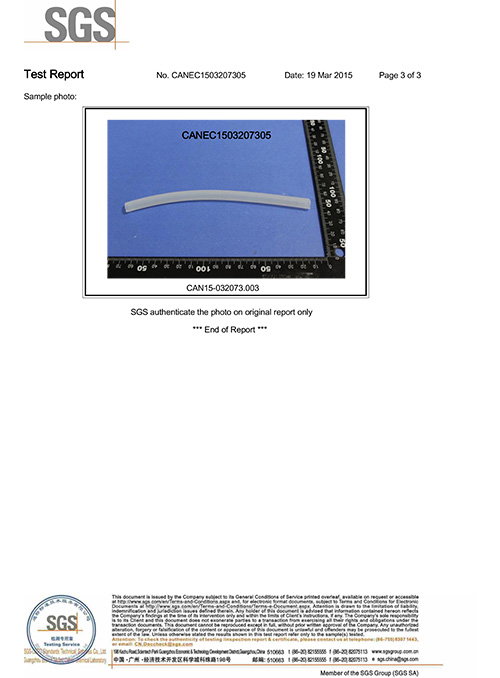 SGS
Test Report No. CANEC1503207305 Date: 19 Mar 2015 Page 3 of 3
Sample photo:
CANEC1503207305
CAN15-032073.003
SGS authenticate the photo on original report only
*** End of Report ***
This document is issued by the Company subject to its General Conditions of Service printed overleaf, available on request or accessible
at http://www.sgs.com/en/Terms-and-Conditions.aspx and, for electronic format documents, subject to Terms and Conditions for Electronic
Documents at http://www.sgs.com/en/Terms-and-Conditions/Terms-e-Document.aspx. Attention is drawn to the limitation of liability,
indemnification and jurisdiction issues defined therein. Any holder of this document is advised that information contained hereon reflects
the Company's findings at the time of its intervention only and within the limits of Client's instructions, if any. The Company's sole responsibility
is to its Client and this document does not exonerate parties to a transaction from exercising all their rights and obligations under the
transaction documents. This document cannot be reproduced except in full, without prior written approval of the Company. Any unauthorized
alteration, forgery or falsification of the content or appearance of this document is unlawful and offenders may be prosecuted to the fullest
extent of the law. Unless otherwise stated the results shown in this test report refer only to the sample(s) tested.
Attention: To check the authenticity of testing /inspection report & certificate, please contact us at telephone: (86-755) 8307 1443,
or email: CN.Doccheck@sgs.com
SGS
检测专用章
Testing Service
198 Kezhu Road,Scientech Park Guangzhou Economic & Technology Development District,Guangzhou,China 510663 t (86-20) 82155555 f (86-20) 82075113 www.sgsgroup.com.cn
中国 · 广州 · 经济技术开发区科学城科珠路198号 邮编: 510663 t (86-20) 82155555 f (86-20) 82075113 e sgs.china@sgs.com
Member of the SGS Group (SGS SA)